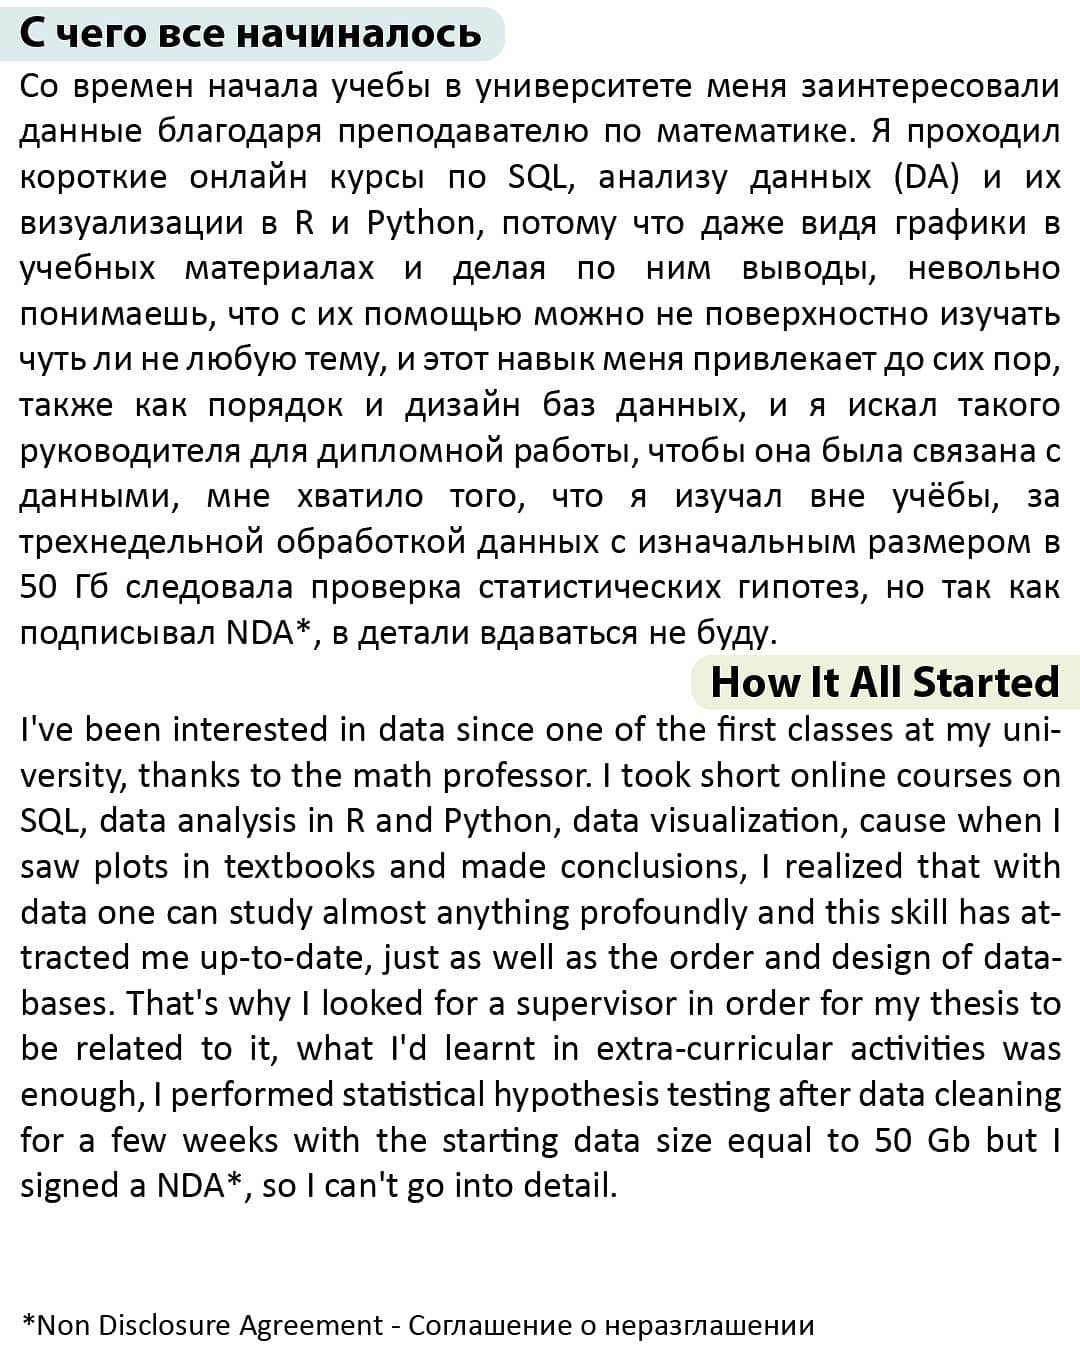 С чего все начиналось
Со времен начала учебы в университете меня заинтересовали
данные благодаря преподавателю по математике. Я проходил
короткие онлайн курсы по SQL, анализу данных (DA) и их
визуализации в R и Python, потому что даже видя графики в
учебных материалах и делая по ним выводы, невольно
понимаешь, что с их помощью можно не поверхностно изучать
чуть ли не любую тему, и этот навык меня привлекает до сих пор,
также как порядок и дизайн баз данных, и я искал такого
руководителя для дипломной работы, чтобы она была связана с
данными, мне хватило того, что я изучал вне учёбы, за
трехнедельной обработкой данных с изначальным размером в
50 Гб следовала проверка статистических гипотез, но так как
подписывал NDA*, в детали вдаваться не буду.
How It All Started
I've been interested in data since one of the first classes at my uni-
versity, thanks to the math professor. I took short online courses on
SQL, data analysis in R and Python, data visualization, cause when I
saw plots in textbooks and made conclusions, I realized that with
data one can study almost anything profoundly and this skill has at-
tracted me up-to-date, just as well as the order and design of data-
bases. That's why I looked for a supervisor in order for my thesis to
be related to it, what I'd learnt in extra-curricular activities was
enough, I performed statistical hypothesis testing after data cleaning
for a few weeks with the starting data size equal to 50 Gb but I
signed a NDA*, so I can't go into detail.
*Non Disclosure Agreement - Соглашение о неразглашении